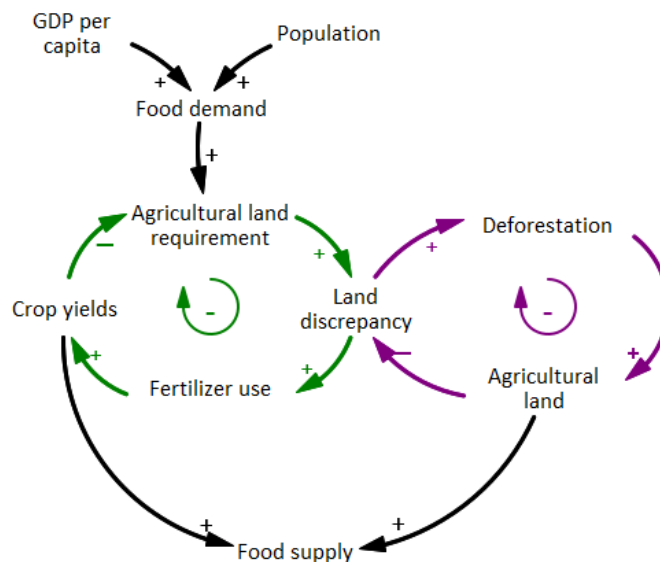 GDP per
capita
Population
+
+
Food demand
+
Agricultural land
requirement
Deforestation
–
+
+
Crop yields
-
Land
discrepancy
-
+
+
–
+
Fertilizer use
Agricultural
land
+
+
Food supply